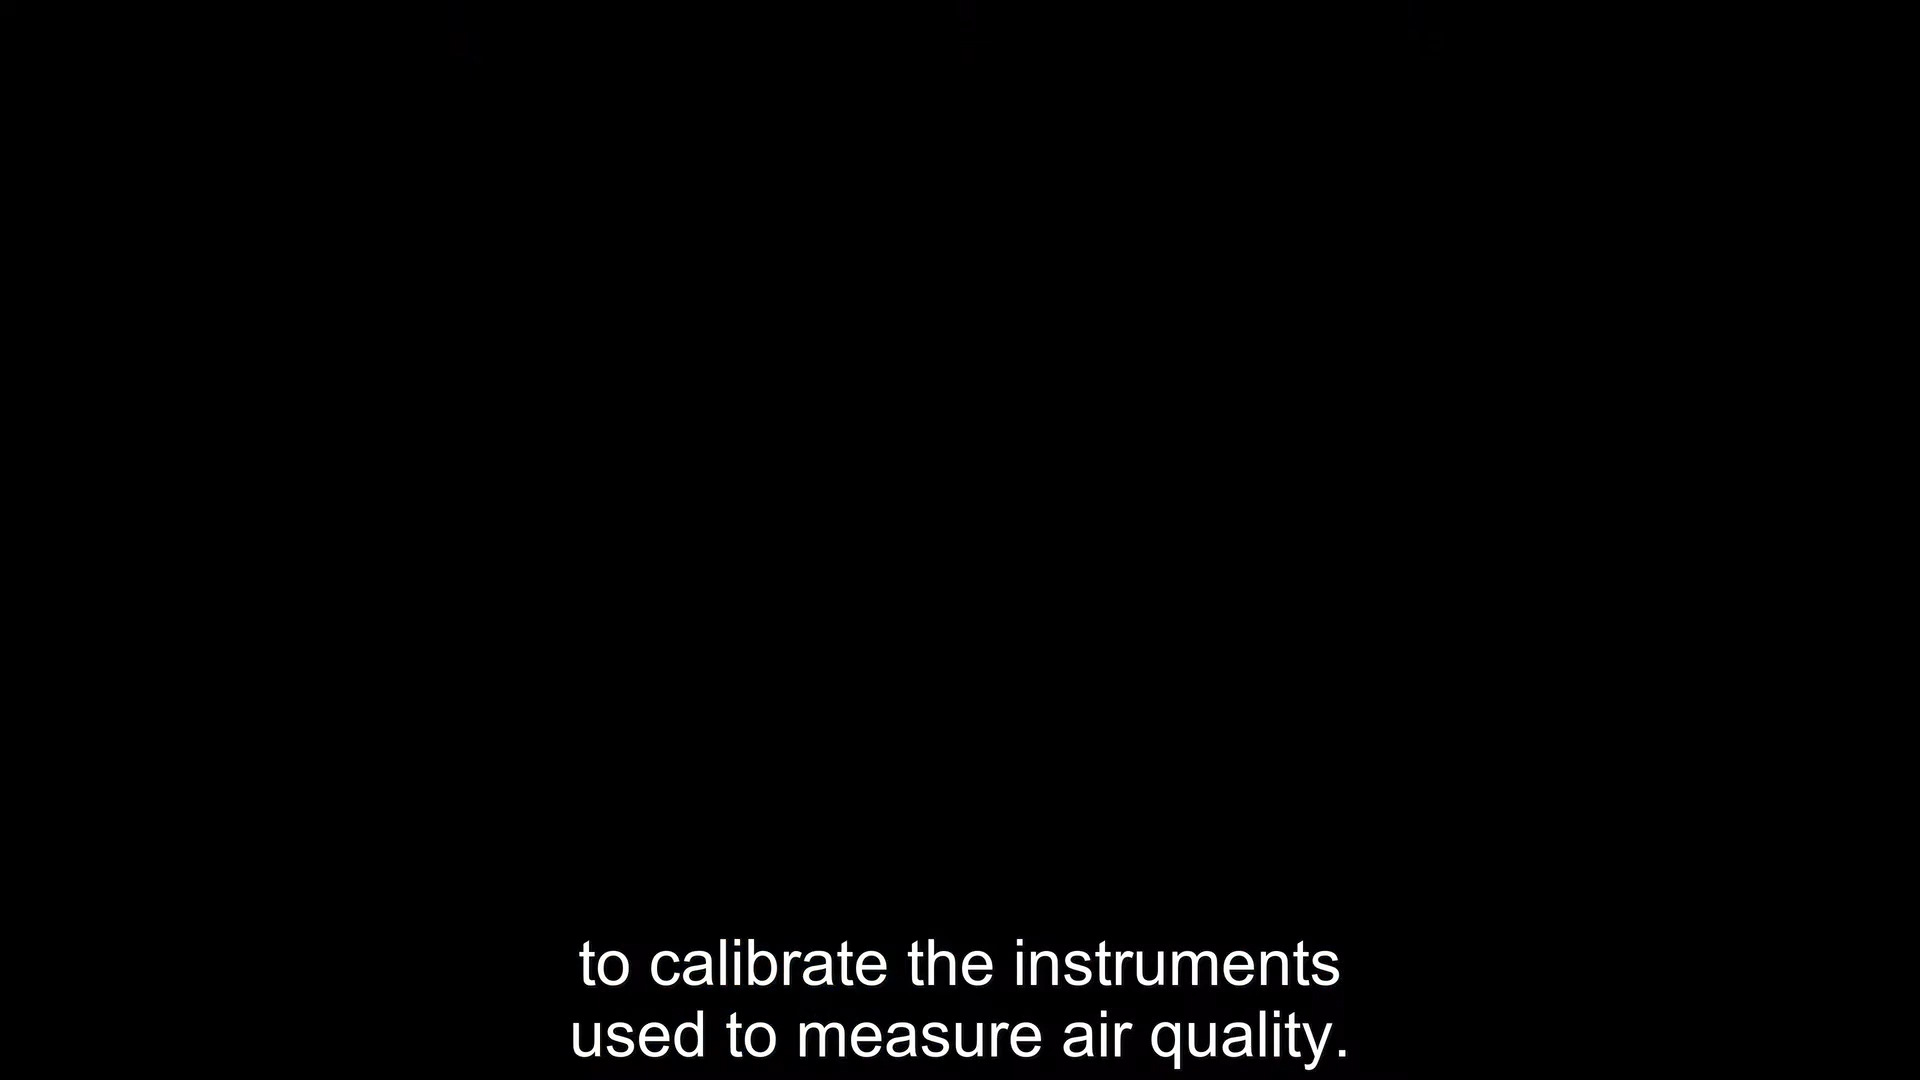 to calibrate the instruments
used to measure air quality.